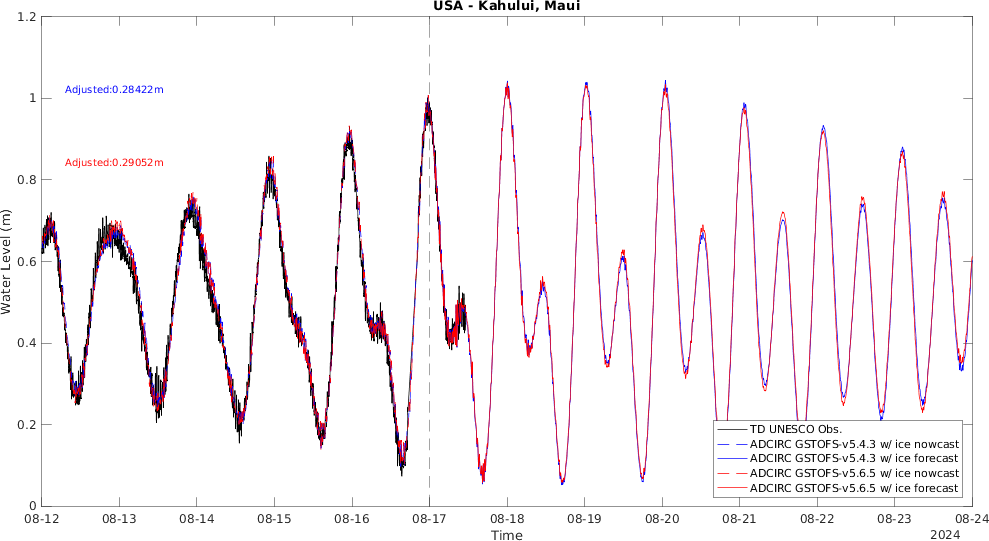 USA - Kahului, Maui
1.2
1
0.8
0.6
0.4
0.2
0
Water Level (m)
Adjusted:0.28422m
Adjusted:0.29052m
TD UNESCO Obs.
ADCIRC GSTOFS-v5.4.3 w/ ice nowcast
ADCIRC GSTOFS-v5.4.3 w/ ice forecast
ADCIRC GSTOFS-v5.6.5 w/ ice nowcast
ADCIRC GSTOFS-v5.6.5 w/ ice forecast
08-12 08-13 08-14 08-15 08-16 08-17 08-18 08-19 08-20 08-21 08-22 08-23 08-24
Time
2024